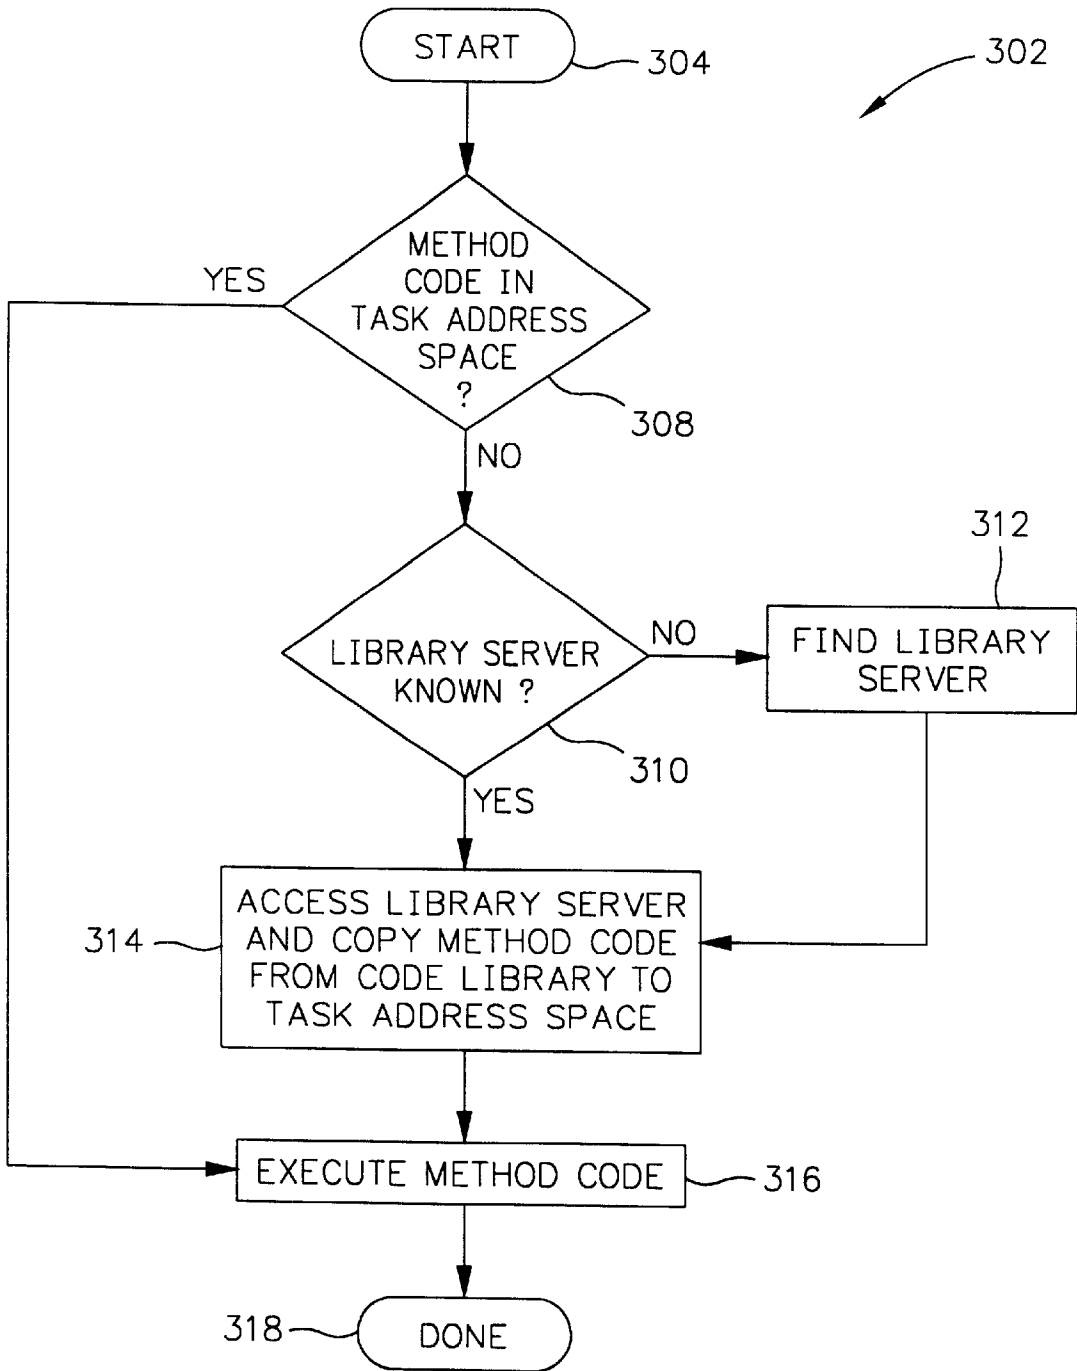 START
304
302
METHOD
CODE IN
TASK ADDRESS
SPACE
?
YES
308
NO
312
LIBRARY SERVER
KNOWN ?
NO
FIND LIBRARY
SERVER
310
YES
314
ACCESS LIBRARY SERVER
AND COPY METHOD CODE
FROM CODE LIBRARY TO
TASK ADDRESS SPACE
EXECUTE METHOD CODE
316
318
DONE